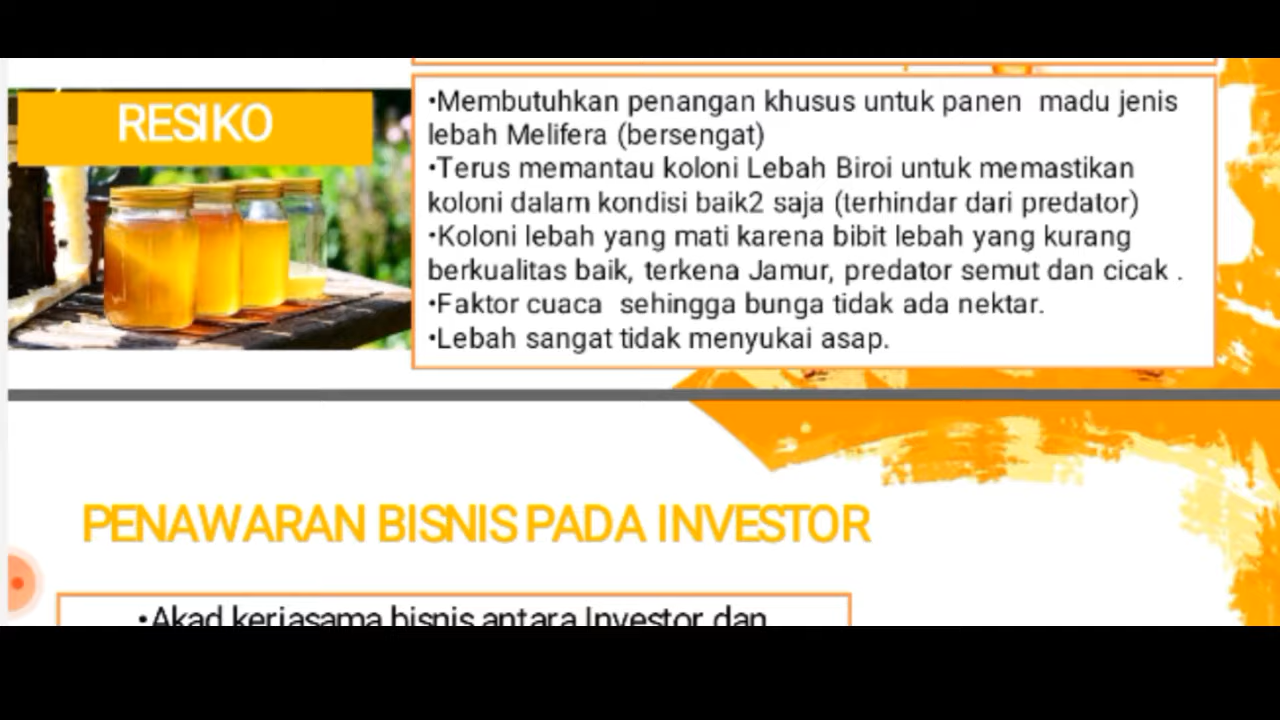 RESIKO
•Membutuhkan penangan khusus untuk panen madu jenis
lebah Melifera (bersengat)
•Terus memantau koloni Lebah Biroi untuk memastikan
koloni dalam kondisi baik2 saja (terhindar dari predator)
•Koloni lebah yang mati karena bibit lebah yang kurang
berkualitas baik, terkena Jamur, predator semut dan cicak .
•Faktor cuaca sehingga bunga tidak ada nektar.
•Lebah sangat tidak menyukai asap.
PENAWARAN BISNIS PADA INVESTOR
•Akad kerjasama bisnis antara Investor dan